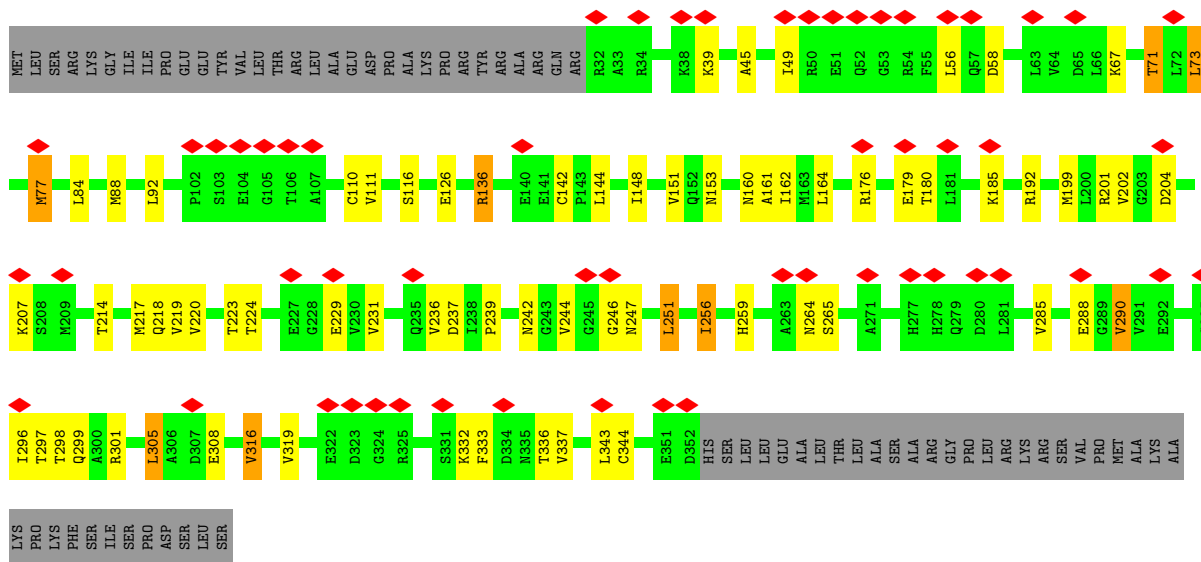 MET LEU SER ARG LYS GLY ILE ILE PRO GLU GLU TYR VAL LEU THR ARG LEU ALA GLU ASP PRO ALA LYS PRO ARG TYR ARG ALA ARG GLN ARG R32 A33 R34 K38 K39 A45 I49 R50 E51 Q52 G53 R54 F55 L56 Q57 D58 L63 V64 D65 L66 K67 T71 L72 L73
M77 L84 M88 L92 P102 S103 E104 G105 T106 A107 C110 V111 S116 E126 R136 E140 E141 C142 P143 L144 I148 V151 Q152 N153 N160 A161 I162 M163 L164 R176 E179 T180 L181 K185 R192 M199 L200 R201 V202 G203 D204
K207 S208 M209 T214 M217 Q218 V219 V220 T223 T224 E227 G228 E229 V230 V231 Q235 V236 D237 I238 P239 N242 G243 V244 G245 G246 N247 L251 I256 H259 A263 N264 S265 A271 H277 H278 Q279 D280 L281 V285 E288 G289 V290 V291 E292
I296 T297 T298 Q299 A300 R301 L305 A306 D307 E308 V316 V319 E322 D323 G324 R325 S331 K332 F333 D334 N335 T336 V337 L343 C344 E351 D352 HIS SER LEU LEU GLU ALA LEU THR LEU ALA SER ALA ARG GLY PRO LEU ARG LYS ARG SER VAL PRO MET ALA LYS ALA
LYS PRO LYS PHE SER ILE SER PRO ASP SER LEU SER